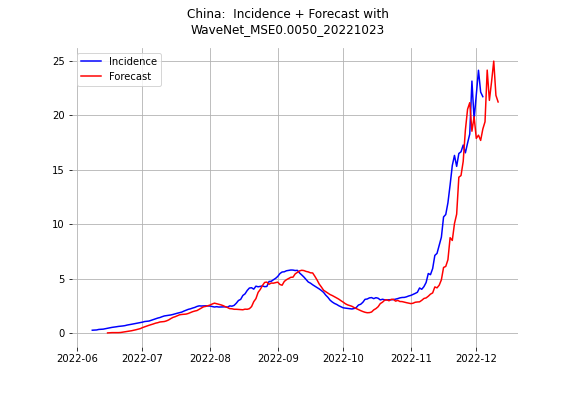 China:  Incidence + Forecast with
WaveNet_MSE0.0050_20221023
Incidence
Forecast
25
20
15
10
5
0
2022-06 2022-07 2022-08 2022-09 2022-10 2022-11 2022-12